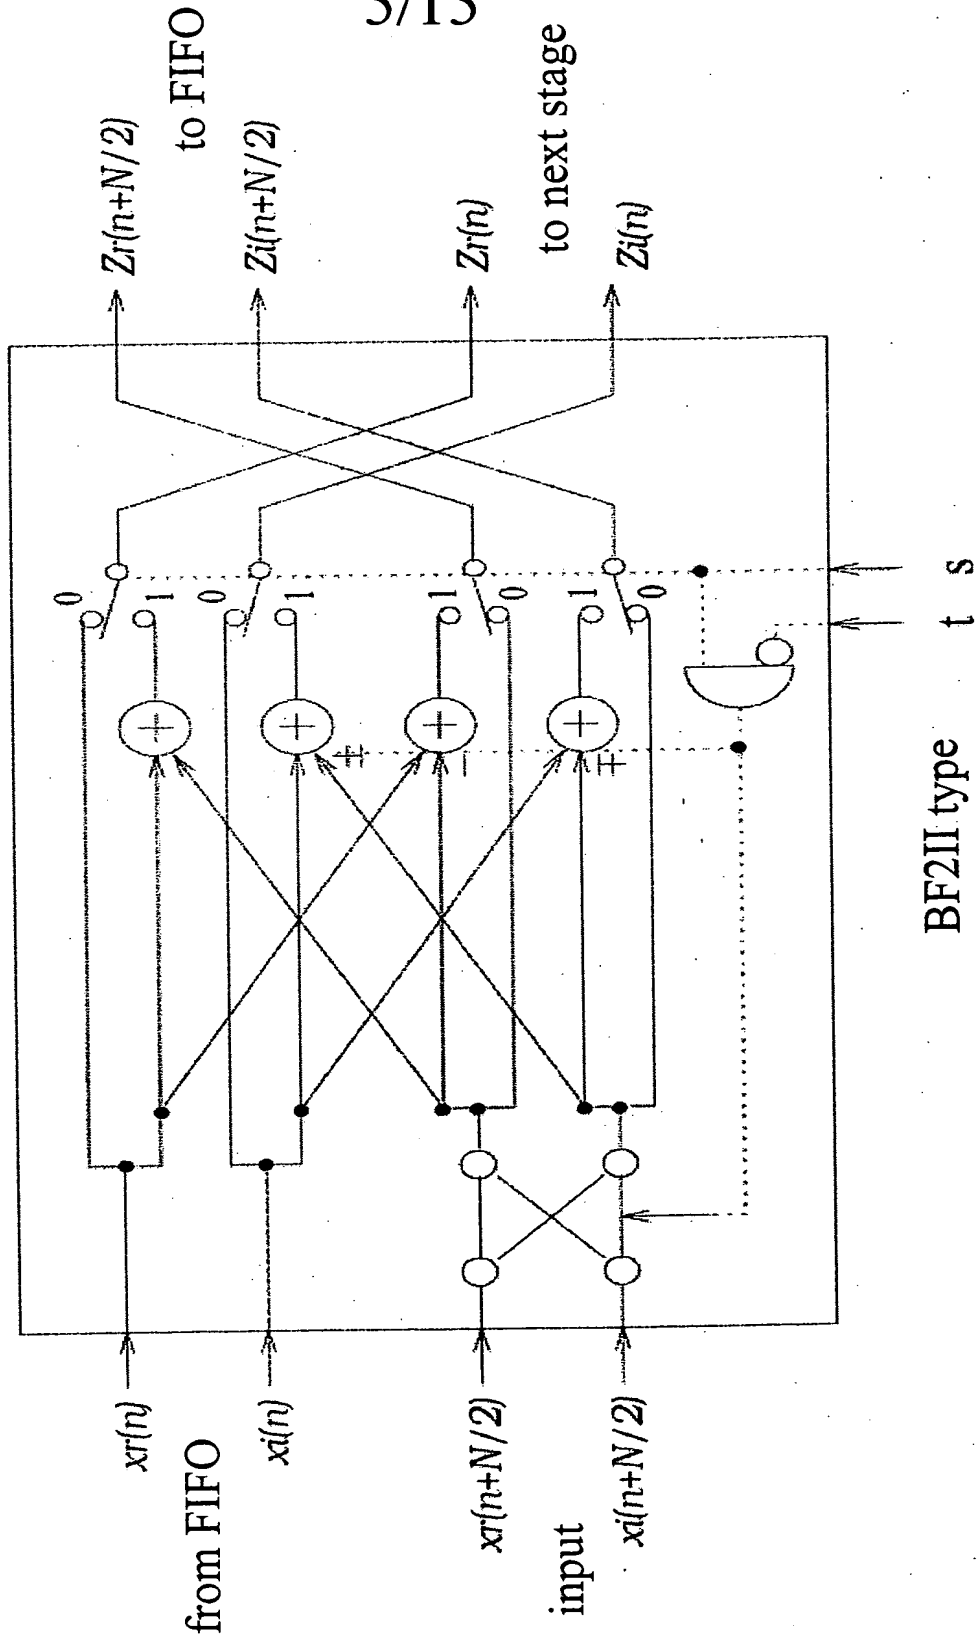 5/15
xr(n)
from FIFO
xi(n)
xr(n+N/2)
input
xi(n+N/2)
0
1
0
1
1
0
1
0
+
+
+
+
±
−
∓
Zr(n+N/2)
to FIFO
Zi(n+N/2)
Zr(n)
to next stage
Zi(n)
t
s
BF2II type